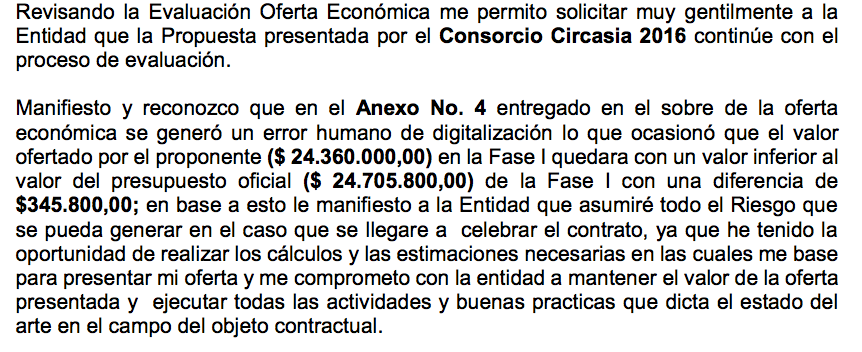 Revisando la Evaluación Oferta Económica me permito solicitar muy gentilmente a la
Entidad que la Propuesta presentada por el Consorcio Circasia 2016 continúe con el
proceso de evaluación.
Manifiesto y reconozco que en el Anexo No. 4 entregado en el sobre de la oferta
económica se generó un error humano de digitalización lo que ocasionó que el valor
ofertado por el proponente ($ 24.360.000,00) en la Fase I quedara con un valor inferior al
valor del presupuesto oficial ($ 24.705.800,00) de la Fase I con una diferencia de
$345.800,00; en base a esto le manifiesto a la Entidad que asumiré todo el Riesgo que
se pueda generar en el caso que se llegare a celebrar el contrato, ya que he tenido la
oportunidad de realizar los cálculos y las estimaciones necesarias en las cuales me base
para presentar mi oferta y me comprometo con la entidad a mantener el valor de la oferta
presentada y ejecutar todas las actividades y buenas practicas que dicta el estado del
arte en el campo del objeto contractual.